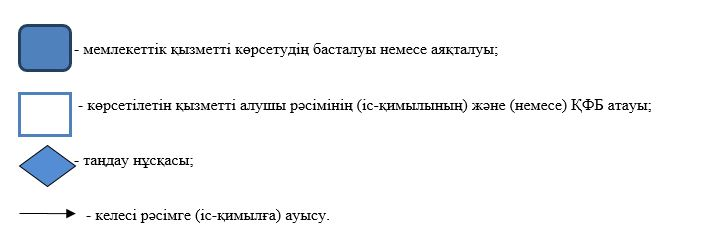 - мемлекеттік қызметті көрсетудің басталуы немесе аяқталуы;
- көрсетілетін қызметті алушы рәсімінің (іс-қимылының) және (немесе) ҚФБ атауы;
- таңдау нұсқасы;
- келесі рәсімге (іс-қимылға) ауысу.